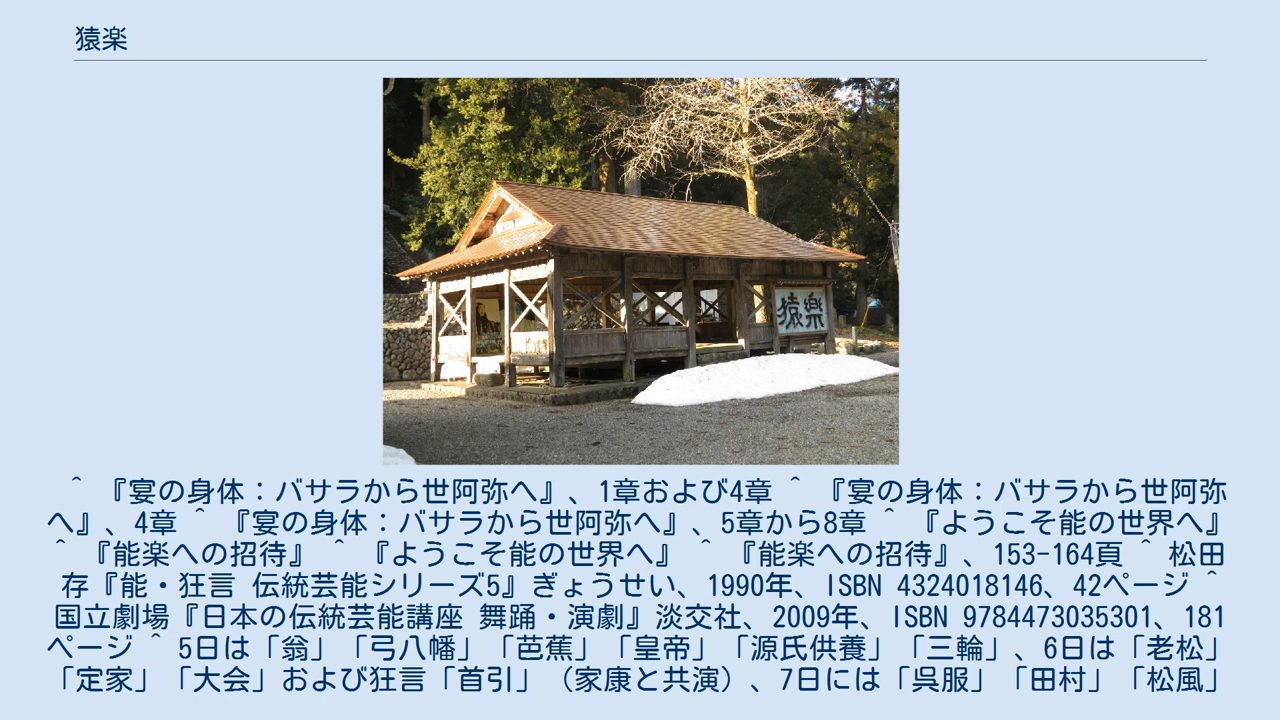 猿楽
猿楽
^ 『宴の身体：バサラから世阿弥へ』、1章および4章 ^ 『宴の身体：バサラから世阿弥
へ』、4章 ^ 『宴の身体：バサラから世阿弥へ』、5章から8章 ^ 『ようこそ能の世界へ』
^ 『能楽への招待』 ^ 『ようこそ能の世界へ』 ^ 『能楽への招待』、153-164頁 ^ 松田
存『能・狂言 伝統芸能シリーズ5』ぎょうせい、1990年、ISBN 4324018146、42ページ ^
国立劇場『日本の伝統芸能講座 舞踊・演劇』淡交社、2009年、ISBN 9784473035301、181
ページ ^ 5日は「翁」「弓八幡」「芭蕉」「皇帝」「源氏供養」「三輪」、6日は「老松」
「定家」「大会」および狂言「首引」（家康と共演）、7日には「呉服」「田村」「松風」